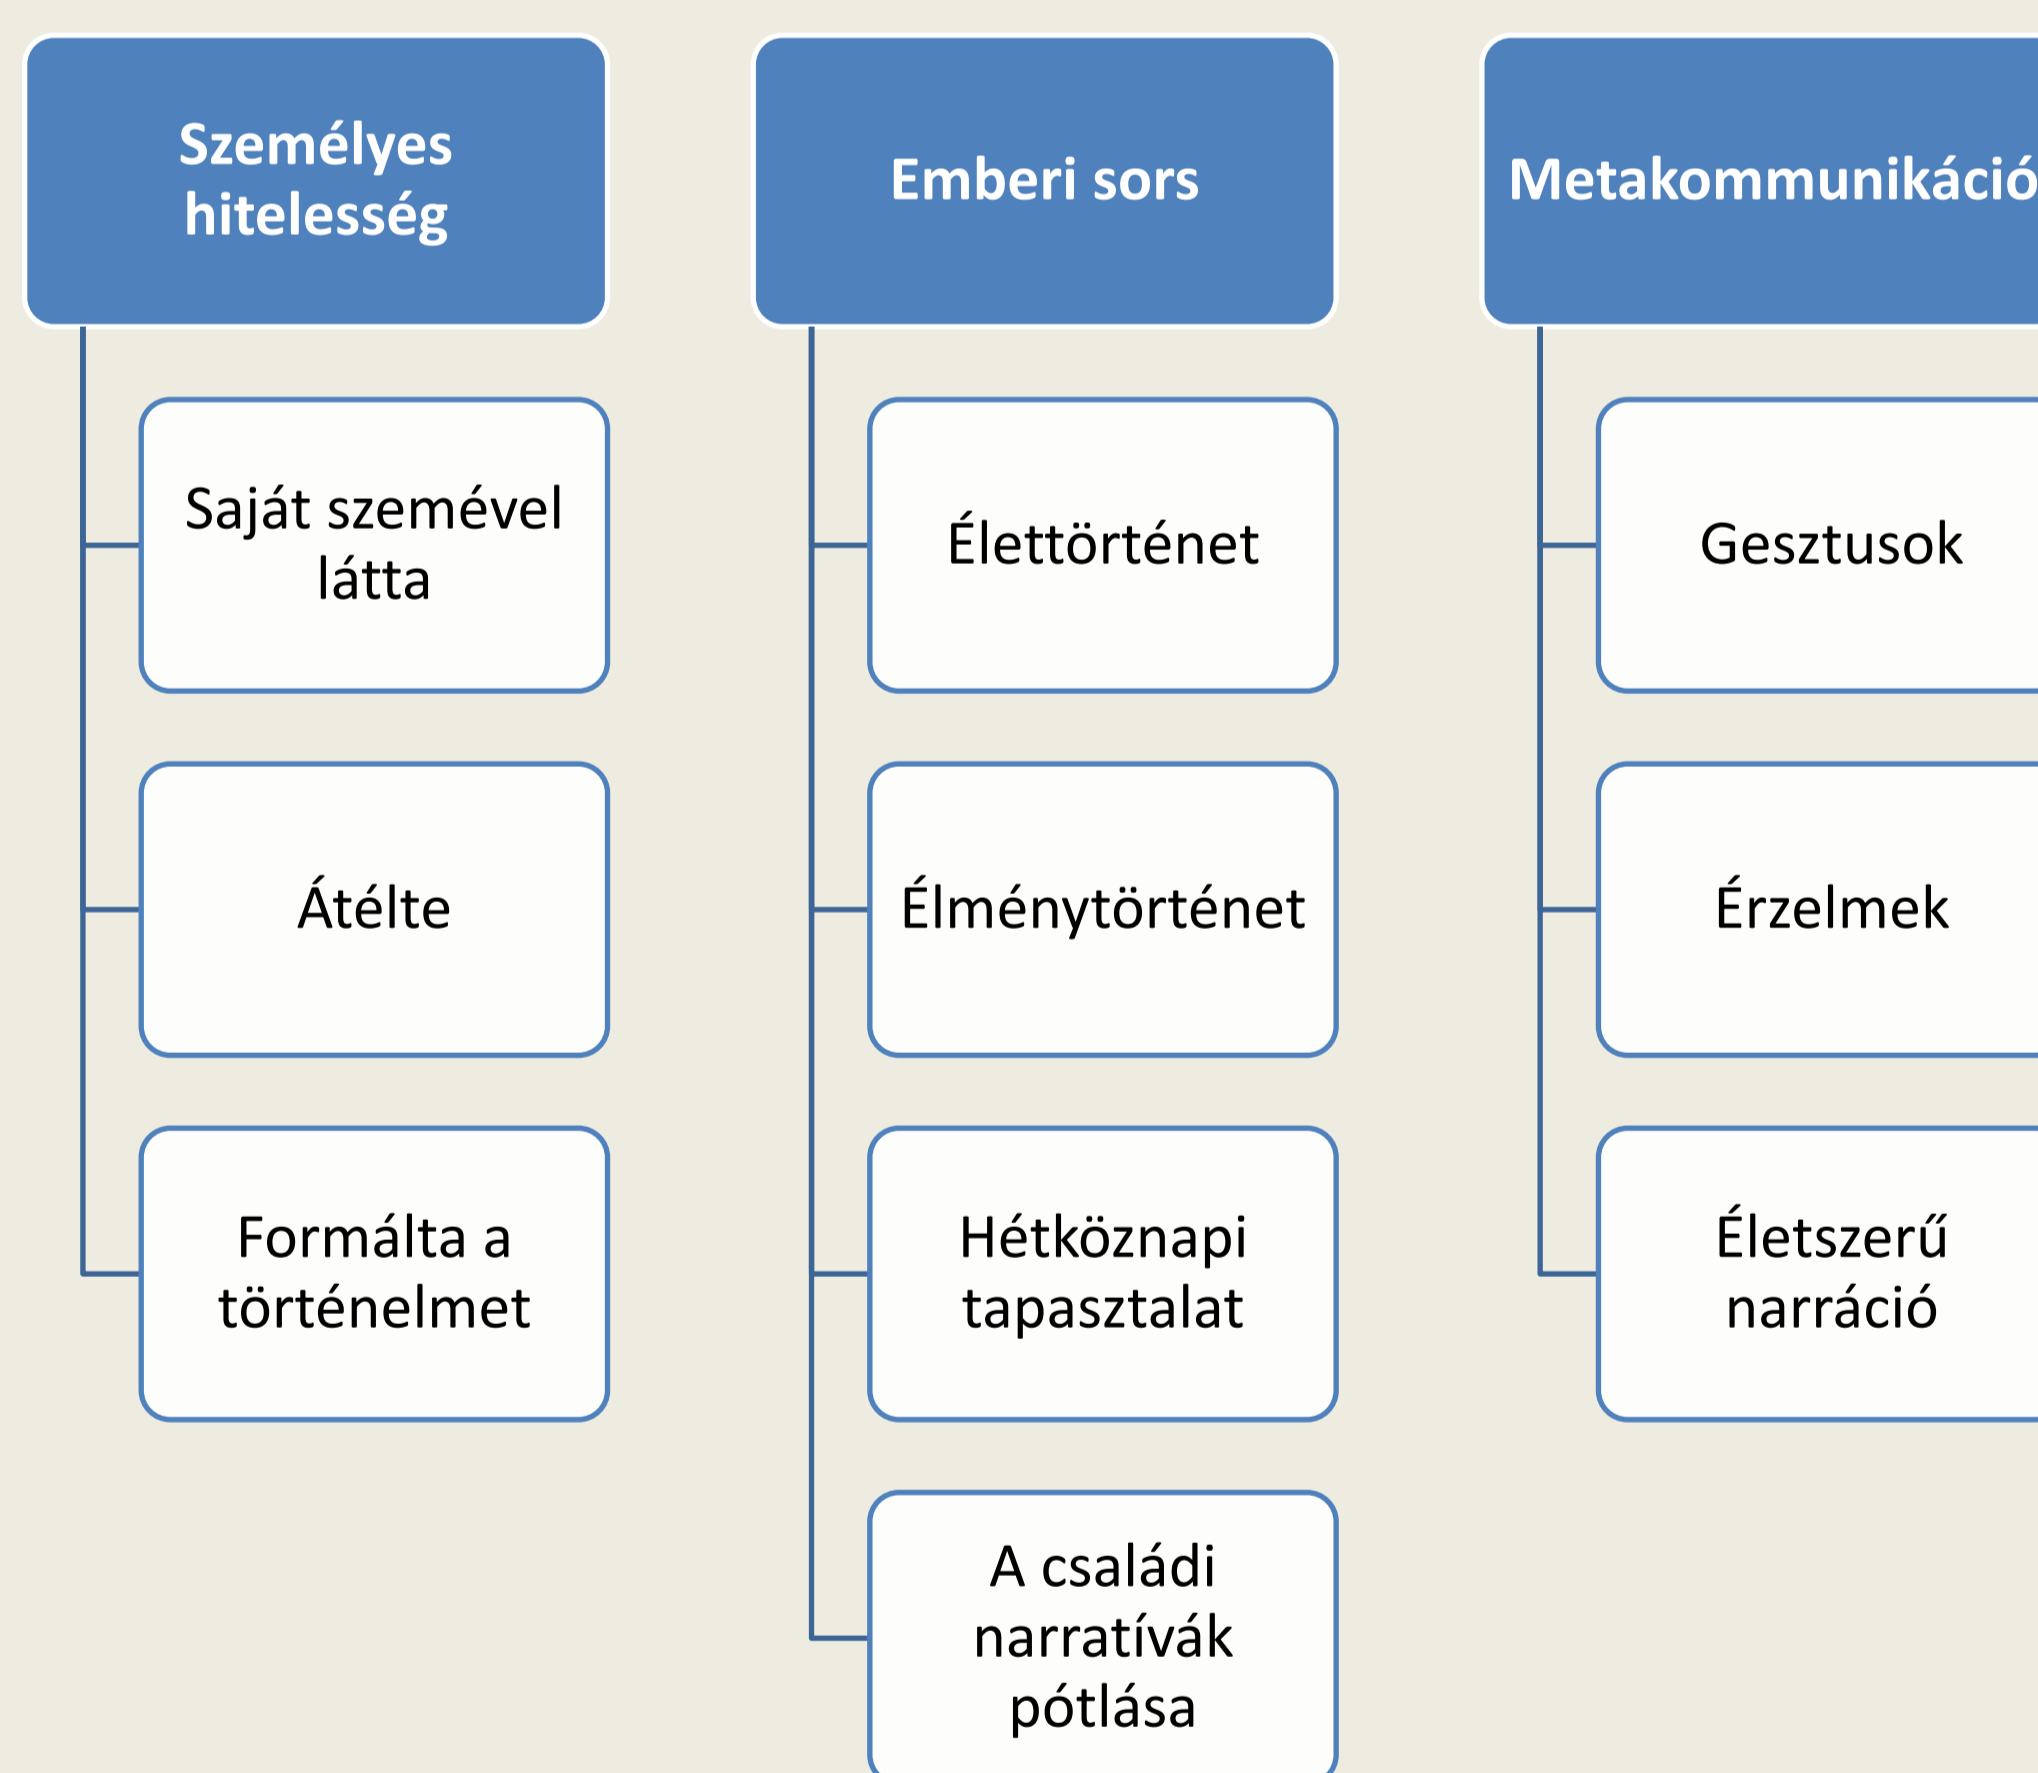 Személyes
hitelesség
Saját szemével
látta
Átélte
Formálta a
történelmet
Emberi sors
Élettörténet
Élménytörténet
Hétköznapi
tapasztalat
A családi
narratívák
pótlása
Metakommunikáció
Gesztusok
Érzelmek
Életszerű
narráció